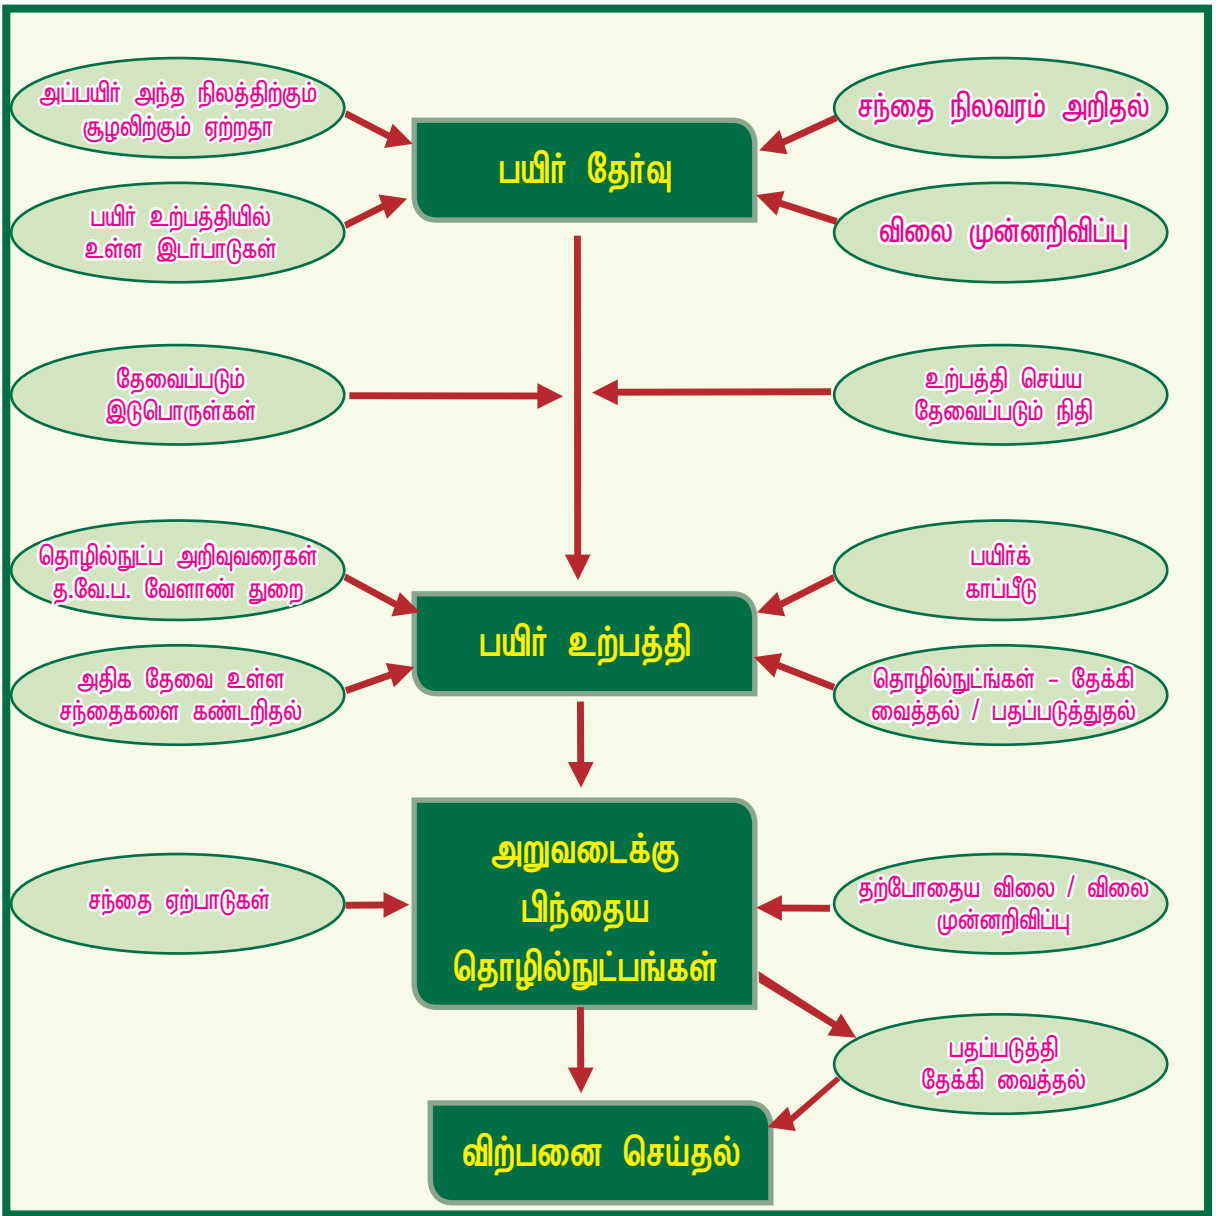 அப்பயிர் அந்த நிலத்திற்கும்
சூழலிற்கும் ஏற்றதா
சந்தை நிலவரம் அறிதல்
பயிர் தேர்வு
பயிர் உற்பத்தியில்
உள்ள இடர்பாடுகள்
விலை முன்னறிவிப்பு
தேவைப்படும்
இடுபொருள்கள்
உற்பத்தி செய்ய
தேவைப்படும் நிதி
தொழில்நுட்ப அறிவுவரைகள்
த.வே.ப. வேளாண் துறை
பயிர்க்
காப்பீடு
பயிர் உற்பத்தி
அதிக தேவை உள்ள
சந்தைகளை கண்டறிதல்
தொழில்நுட்ங்கள் – தேக்கி
வைத்தல் / பதப்படுத்துதல்
அறுவடைக்கு
பிந்தைய
தொழில்நுட்பங்கள்
சந்தை ஏற்பாடுகள்
தற்போதைய விலை / விலை
முன்னறிவிப்பு
பதப்படுத்தி
தேக்கி வைத்தல்
விற்பனை செய்தல்